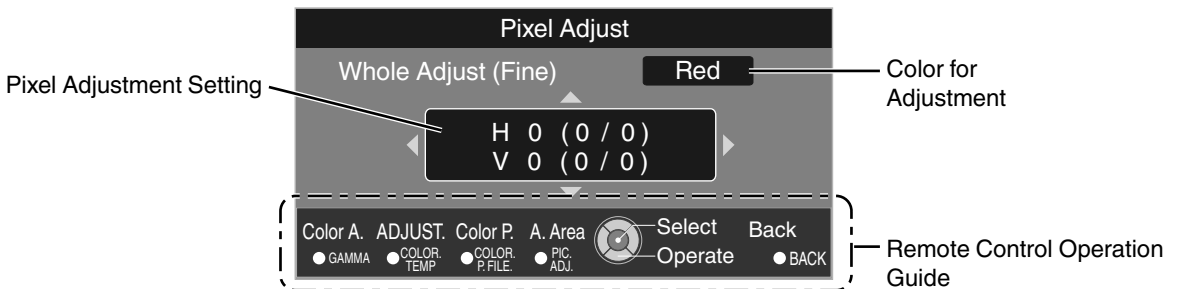 Pixel Adjust
Whole Adjust (Fine) Red
Pixel Adjustment Setting
Color for
Adjustment
H 0 (0 / 0)
V 0 (0 / 0)
Color A. ADJUST. Color P. A. Area Select Back
GAMMA COLOR. TEMP COLOR. P. FILE. PIC. ADJ. Operate BACK
Remote Control Operation
Guide